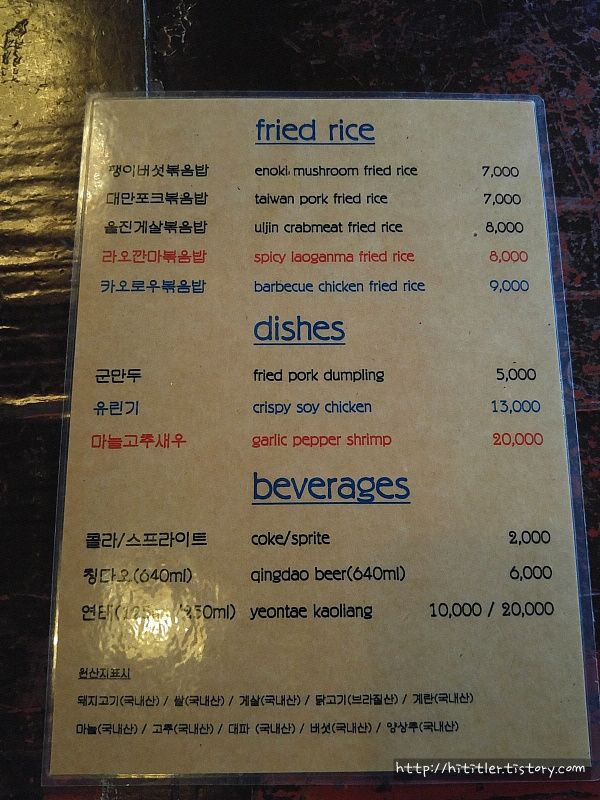 fried rice
팽이버섯볶음밥 enoki mushroom fried rice 7,000
대만포크볶음밥 taiwan pork fried rice 7,000
울진게살볶음밥 uljin crabmeat fried rice 8,000
라오깐마볶음밥 spicy laoganma fried rice 8,000
카오로우볶음밥 barbecue chicken fried rice 9,000
dishes
군만두 fried pork dumpling 5,000
유린기 crispy soy chicken 13,000
마늘고추새우 garlic pepper shrimp 20,000
beverages
콜라/스프라이트 coke/sprite 2,000
칭다오(640ml) qingdao beer(640ml) 6,000
연태(125ml/250ml) yeontae kaoliang 10,000 / 20,000
원산지표시
돼지고기(국내산) / 쌀(국내산) / 게살(국내산) / 닭고기(브라질산) / 계란(국내산)
마늘(국내산) / 고추(국내산) / 대파 (국내산) / 버섯(국내산) / 양상추(국내산)
http://hititler.tistory.com